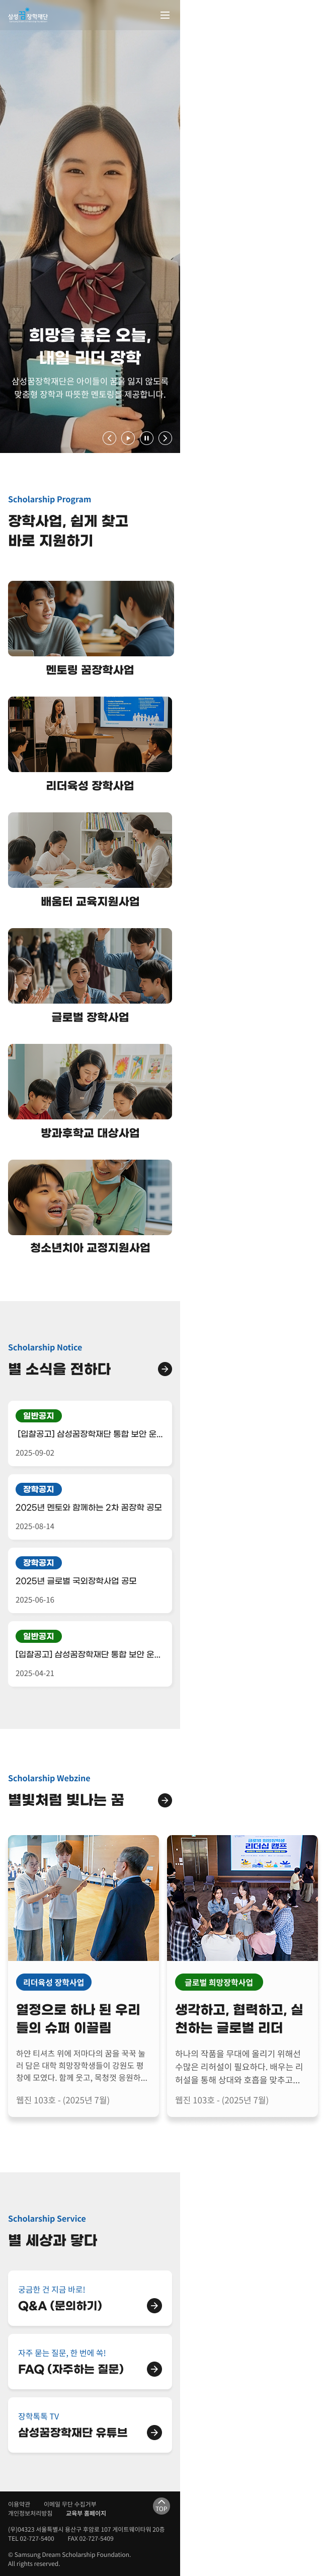 삼성 장학재단
희망을 품은 오늘,
내일 리더 장학
삼성꿈장학재단은 아이들이 꿈을 잃지 않도록
맞춤형 장학과 따뜻한 멘토링을 제공합니다.
Scholarship Program
장학사업, 쉽게 찾고
바로 지원하기
멘토링 꿈장학사업
리더육성 장학사업
배움터 교육지원사업
글로벌 장학사업
방과후학교 대상사업
청소년치아 교정지원사업
Scholarship Notice
별 소식을 전하다
일반공지
[입찰공고] 삼성꿈장학재단 통합 보안 운...
2025-09-02
장학공지
2025년 멘토와 함께하는 2차 꿈장학 공모
2025-08-14
장학공지
2025년 글로벌 국외장학사업 공모
2025-06-16
일반공지
[입찰공고] 삼성꿈장학재단 통합 보안 운...
2025-04-21
Scholarship Webzine
별빛처럼 빛나는 꿈
리더십 캠프
리더육성 장학사업
열정으로 하나 된 우리
들의 슈퍼 이끌림
하얀 티셔츠 위에 저마다의 꿈을 꾹꾹 눌
러 담은 대학 희망장학생들이 강원도 평
창에 모였다. 함께 웃고, 목청껏 응원하...
웹진 103호 - (2025년 7월)
글로벌 희망장학사업
생각하고, 협력하고, 실
천하는 글로벌 리더
하나의 작품을 무대에 올리기 위해선
수많은 리허설이 필요하다. 배우는 리
허설을 통해 상대와 호흡을 맞추고...
웹진 103호 - (2025년 7월)
Scholarship Service
별 세상과 닿다
궁금한 건 지금 바로!
Q&A (문의하기)
자주 묻는 질문, 한 번에 쏙!
FAQ (자주하는 질문)
장학톡톡 TV
삼성꿈장학재단 유튜브
이용약관 이메일 무단 수집거부
개인정보처리방침 교육부 홈페이지
TOP
(우)04323 서울특별시 용산구 후암로 107 게이트웨이타워 20층
TEL 02-727-5400 FAX 02-727-5409
© Samsung Dream Scholarship Foundation.
All rights reserved.